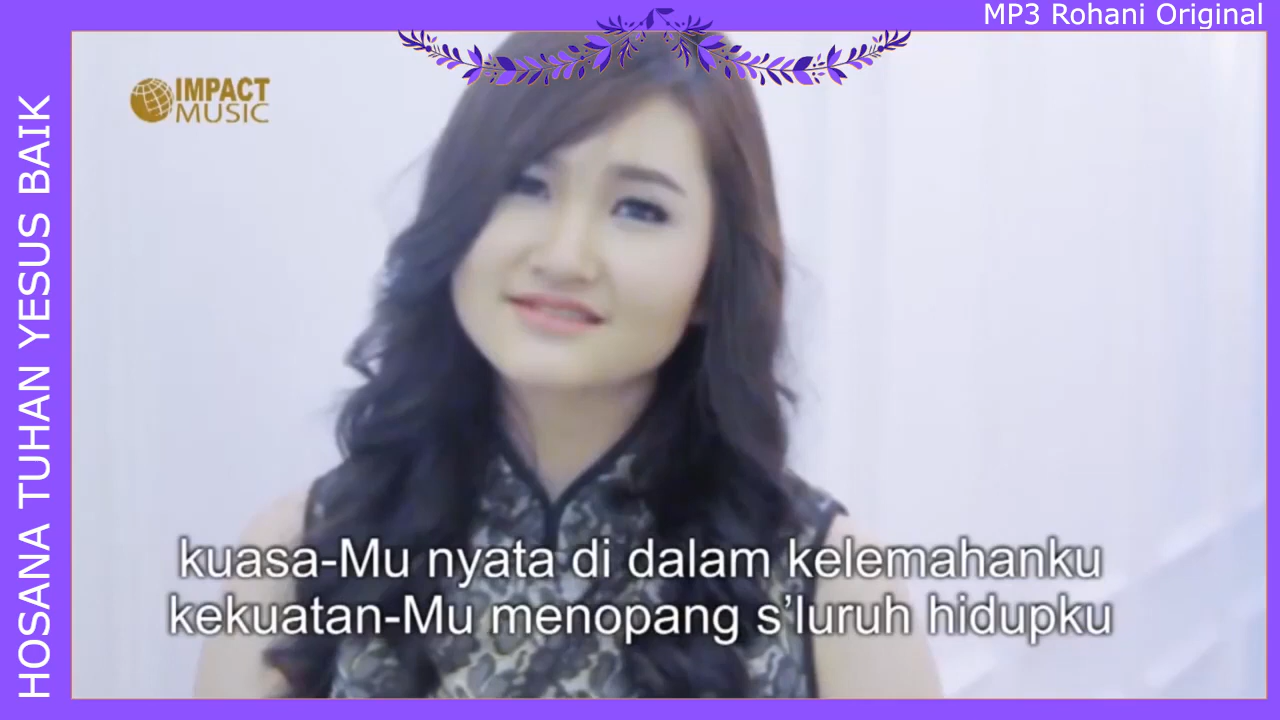 MP3 Rohani Original
IMPACT
MUSIC
HOSANA TUHAN YESUS BAIK
kuasa-Mu nyata di dalam kelemahanku
kekuatan-Mu menopang s’luruh hidupku